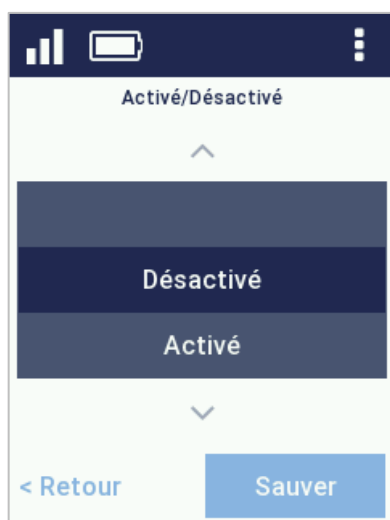 Activé/Désactivé
Désactivé
Activé
< Retour
Sauver